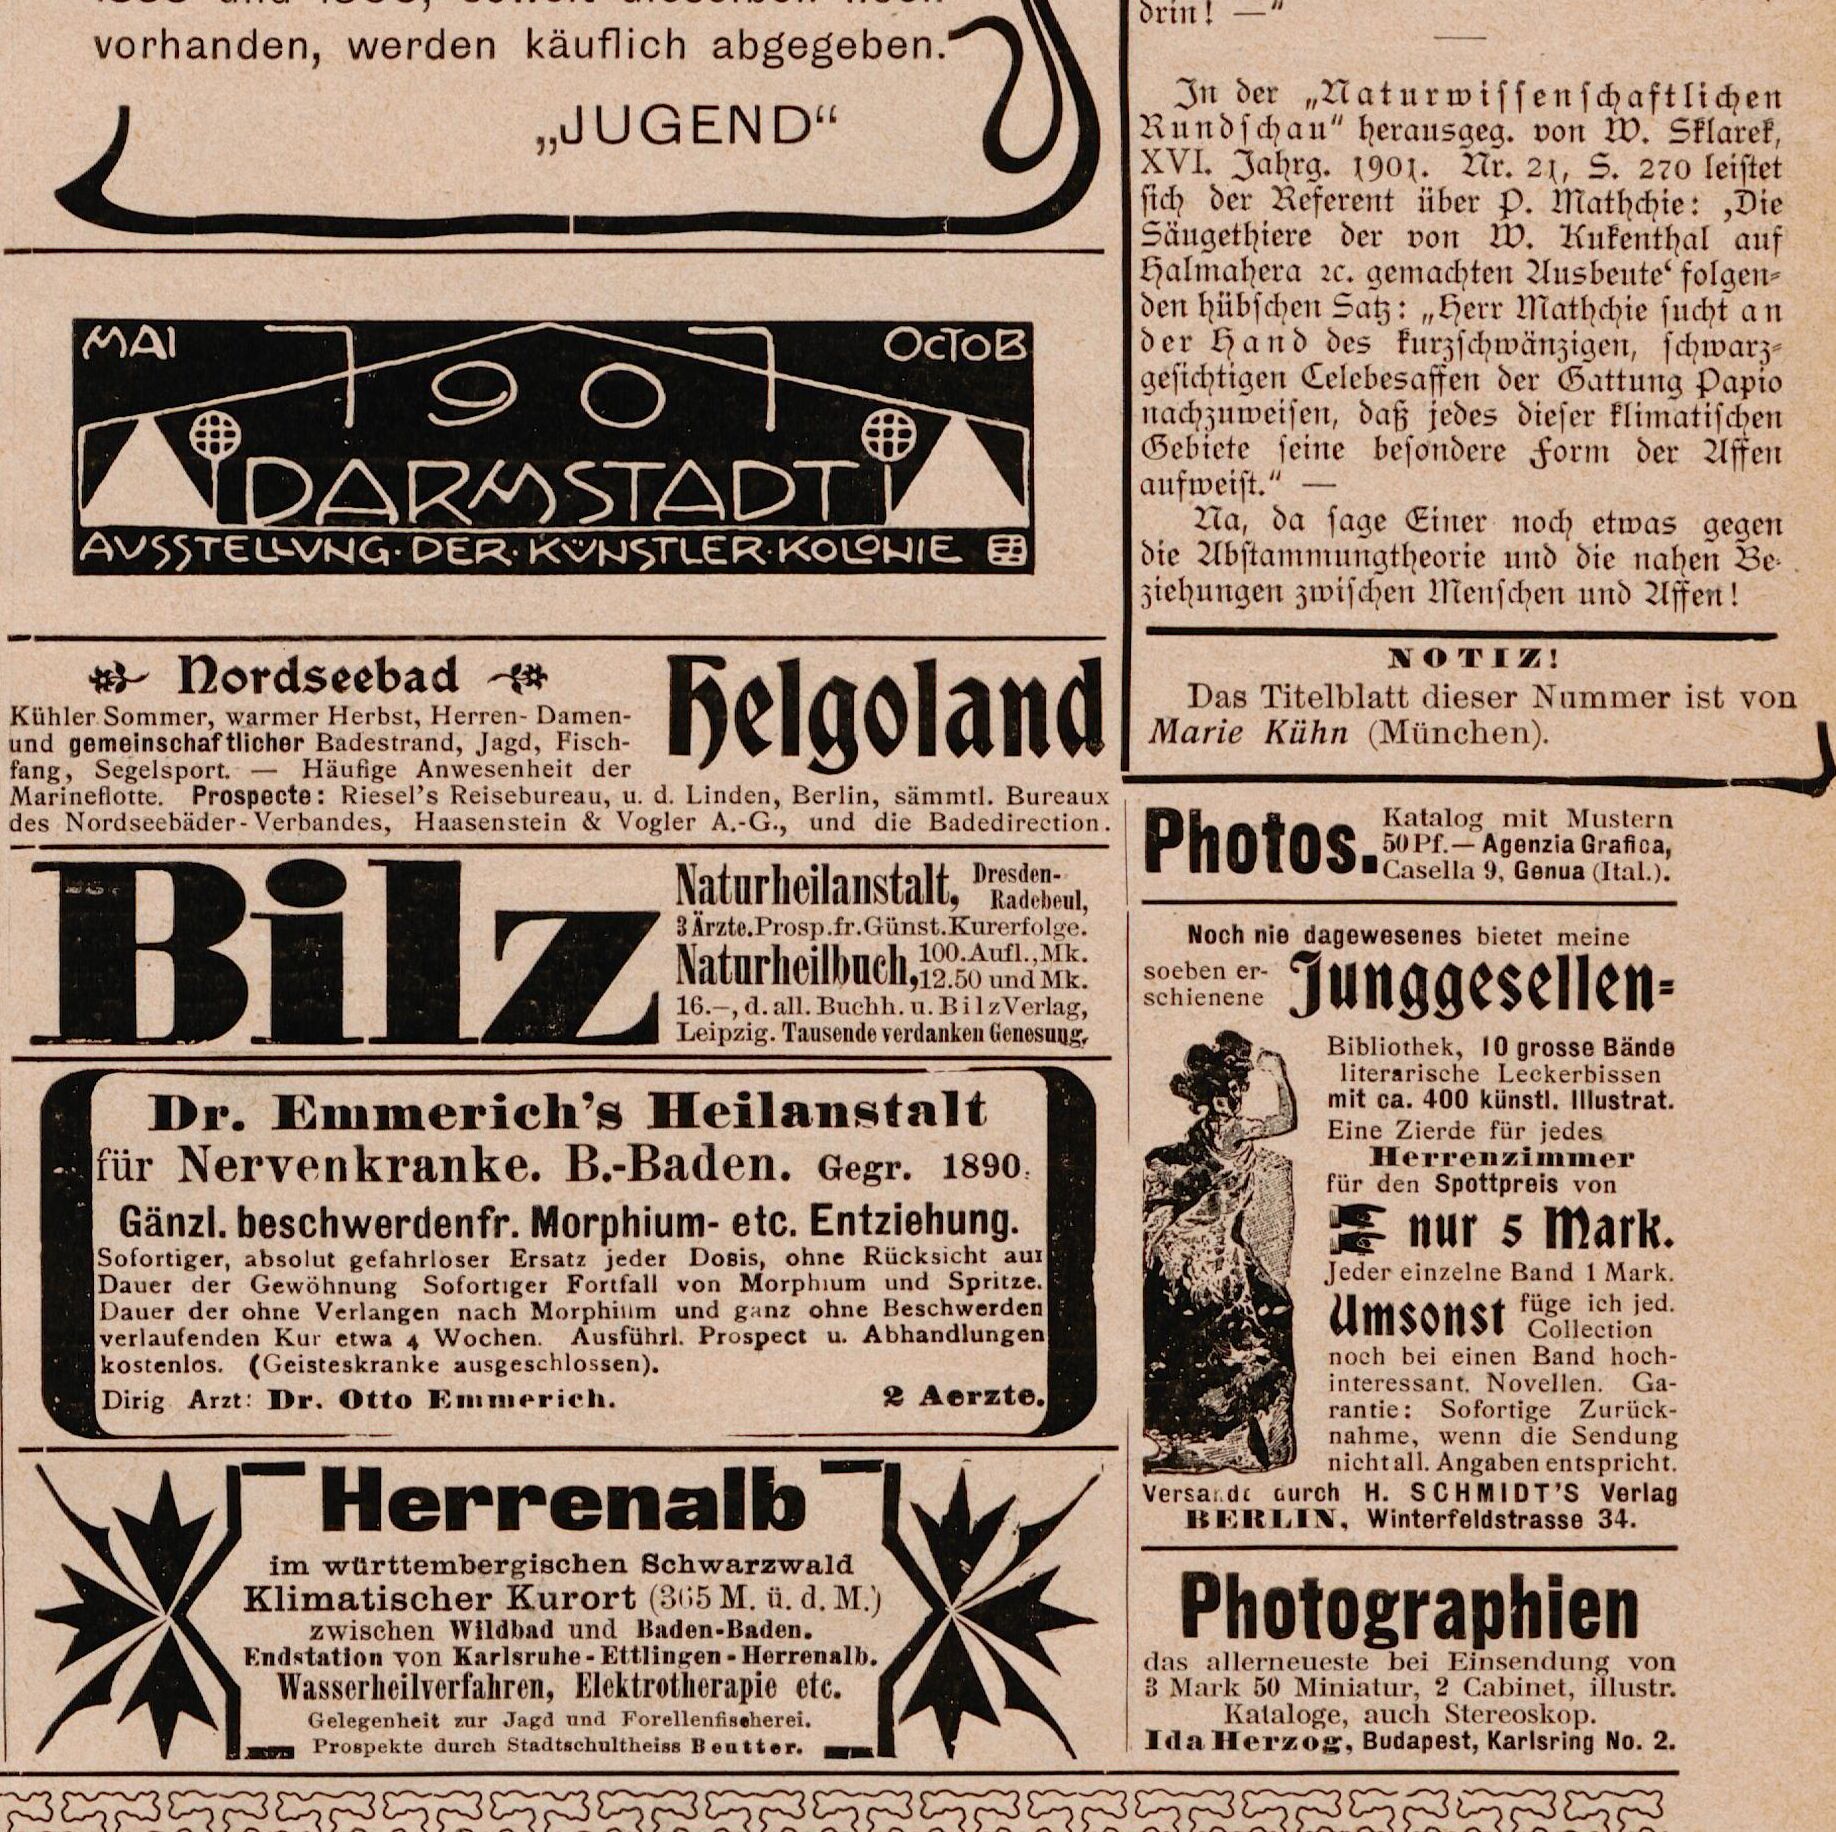 vorhanden, werden käuflich abgegeben.
„JUGEND“
MAI 1901 OCTOB
DARMSTADT
AUSSTELLUNG·DER·KÜNSTLER·KOLONIE
Nordseebad Helgoland
Kühler Sommer, warmer Herbst, Herren- Damen-
und gemeinschaftlicher Badestrand, Jagd, Fisch-
fang, Segelsport. — Häufige Anwesenheit der
Marineflotte. Prospecte: Riesel's Reisebureau, u. d. Linden, Berlin, sämmtl. Bureaux
des Nordseebäder-Verbandes, Haasenstein & Vogler A.-G., und die Badedirection.
Bilz
Naturheilanstalt, Dresden-
Radebeul,
3 Ärzte. Prosp. fr. Günst. Kurerfolge.
Naturheilbuch, 100. Aufl., Mk.
12.50 und Mk.
16.—, d. all. Buchh. u. Bilz Verlag,
Leipzig. Tausende verdanken Genesung.
Dr. Emmerich's Heilanstalt
für Nervenkranke. B.-Baden. Gegr. 1890.
Gänzl. beschwerdenfr. Morphium- etc. Entziehung.
Sofortiger, absolut gefahrloser Ersatz jeder Dosis, ohne Rücksicht auf
Dauer der Gewöhnung Sofortiger Fortfall von Morphium und Spritze.
Dauer der ohne Verlangen nach Morphium und ganz ohne Beschwerden
verlaufenden Kur etwa 4 Wochen. Ausführl. Prospect u. Abhandlungen
kostenlos. (Geisteskranke ausgeschlossen).
Dirig Arzt: Dr. Otto Emmerich. 2 Aerzte.
Herrenalb
im württembergischen Schwarzwald
Klimatischer Kurort (365 M. ü. d. M.)
zwischen Wildbad und Baden-Baden.
Endstation von Karlsruhe-Ettlingen-Herrenalb.
Wasserheilverfahren, Elektrotherapie etc.
Gelegenheit zur Jagd und Forellenfischerei.
Prospekte durch Stadtschultheiss Beutter.
drin! —“
In der „Naturwissenschaftlichen
Rundschau“ herausgeg. von W. Sklarek,
XVI. Jahrg. 1901. Nr. 21, S. 270 leistet
sich der Referent über P. Mathchie: ‚Die
Säugethiere der von W. Kukenthal auf
Halmahera ꝛc. gemachten Ausbeute‘ folgen-
den hübschen Satz: „Herr Mathchie sucht an
der Hand des kurzschwänzigen, schwarz-
gesichtigen Celebesaffen der Gattung Papio
nachzuweisen, daß jedes dieser klimatischen
Gebiete seine besondere Form der Affen
aufweist.“ —
Na, da sage Einer noch etwas gegen
die Abstammungtheorie und die nahen Be-
ziehungen zwischen Menschen und Affen!
NOTIZ!
Das Titelblatt dieser Nummer ist von
Marie Kühn (München).
Photos. Katalog mit Mustern
50 Pf. — Agenzia Grafica,
Casella 9, Genua (Ital.).
Noch nie dagewesenes bietet meine
soeben er-
schienene Junggesellen-
Bibliothek, 10 grosse Bände
literarische Leckerbissen
mit ca. 400 künstl. Illustrat.
Eine Zierde für jedes
Herrenzimmer
für den Spottpreis von
nur 5 Mark.
Jeder einzelne Band 1 Mark.
Umsonst füge ich jed.
Collection
noch bei einen Band hoch-
interessant. Novellen. Ga-
rantie: Sofortige Zurück-
nahme, wenn die Sendung
nicht all. Angaben entspricht.
Versande durch H. SCHMIDT'S Verlag
BERLIN, Winterfeldstrasse 34.
Photographien
das allerneueste bei Einsendung von
3 Mark 50 Miniatur, 2 Cabinet, illustr.
Kataloge, auch Stereoskop.
Ida Herzog, Budapest, Karlsring No. 2.